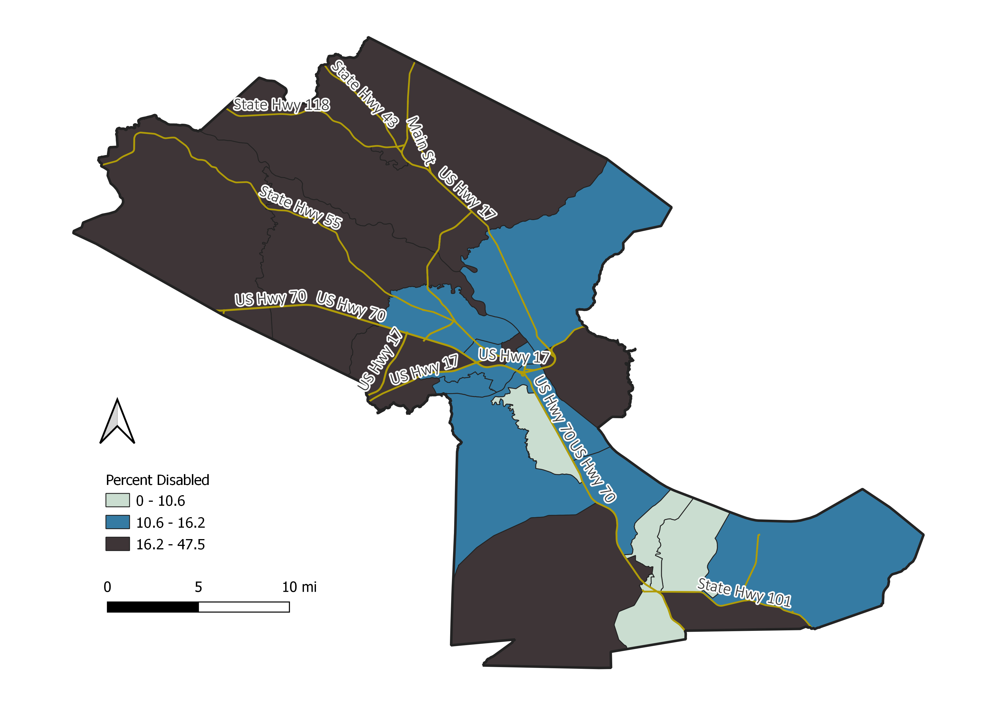 State Hwy 43
State Hwy 118
Main St
US Hwy 17
State Hwy 55
US Hwy 70
US Hwy 70
US Hwy 17
US Hwy 17
US Hwy 17
US Hwy 70
US Hwy 70
State Hwy 101
Percent Disabled
0 - 10.6
10.6 - 16.2
16.2 - 47.5
0 5 10 mi